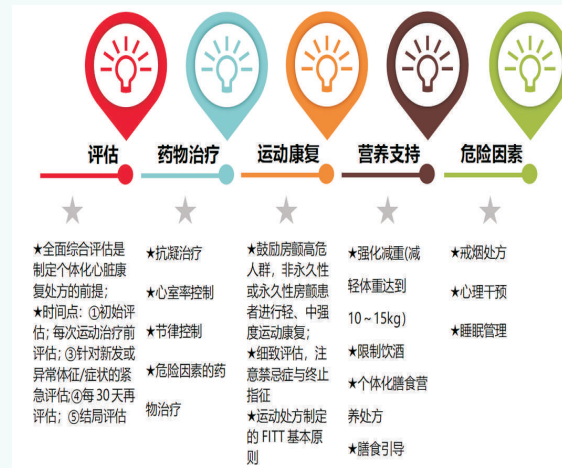 评估
药物治疗
运动康复
营养支持
危险因素
★全面综合评估是
制定个体化心脏康
复处方的前提；
★时间点：①初始评
估；每次运动治疗前
评估；③针对新发或
异常体征/症状的紧
急评估;④每 30 天再
评估；⑤结局评估
★抗凝治疗
★心室率控制
★节律控制
★危险因素的药
物治疗
★鼓励房颤高危
人群，非永久性
或永久性房颤患
者进行轻、中强
度运动康复；
★细致评估，注
意禁忌症与终止
指征
★运动处方制定
的 FITT 基本原
则
★强化减重(减
轻体重达到
10～15kg）
★限制饮酒
★个体化膳食营
养处方
★膳食引导
★戒烟处方
★心理干预
★睡眠管理